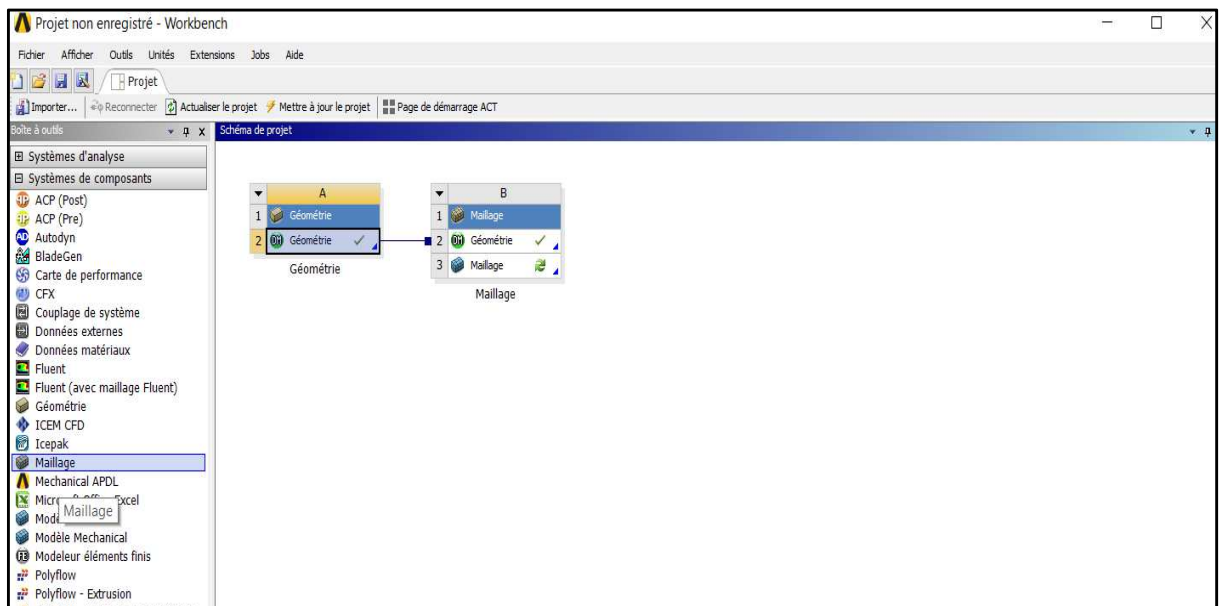 Projet non enregistré - Workbench
Fichier Afficher Outils Unités Extensions Jobs Aide
Projet
Importer... Reconnecter Actualiser le projet Mettre à jour le projet Page de démarrage ACT
Boîte à outils
Schéma de projet
Systèmes d'analyse
Systèmes de composants
ACP (Post)
ACP (Pre)
Autodyn
BladeGen
Carte de performance
CFX
Couplage de système
Données externes
Données matériaux
Fluent
Fluent (avec maillage Fluent)
Géométrie
ICEM CFD
Icepak
Maillage
Mechanical APDL
Excel
Maillage
Modèle Mechanical
Modeleur éléments finis
Polyflow
Polyflow - Extrusion
A
1 Géométrie
2 Géométrie
Géométrie
B
1 Maillage
2 Géométrie
3 Maillage
Maillage